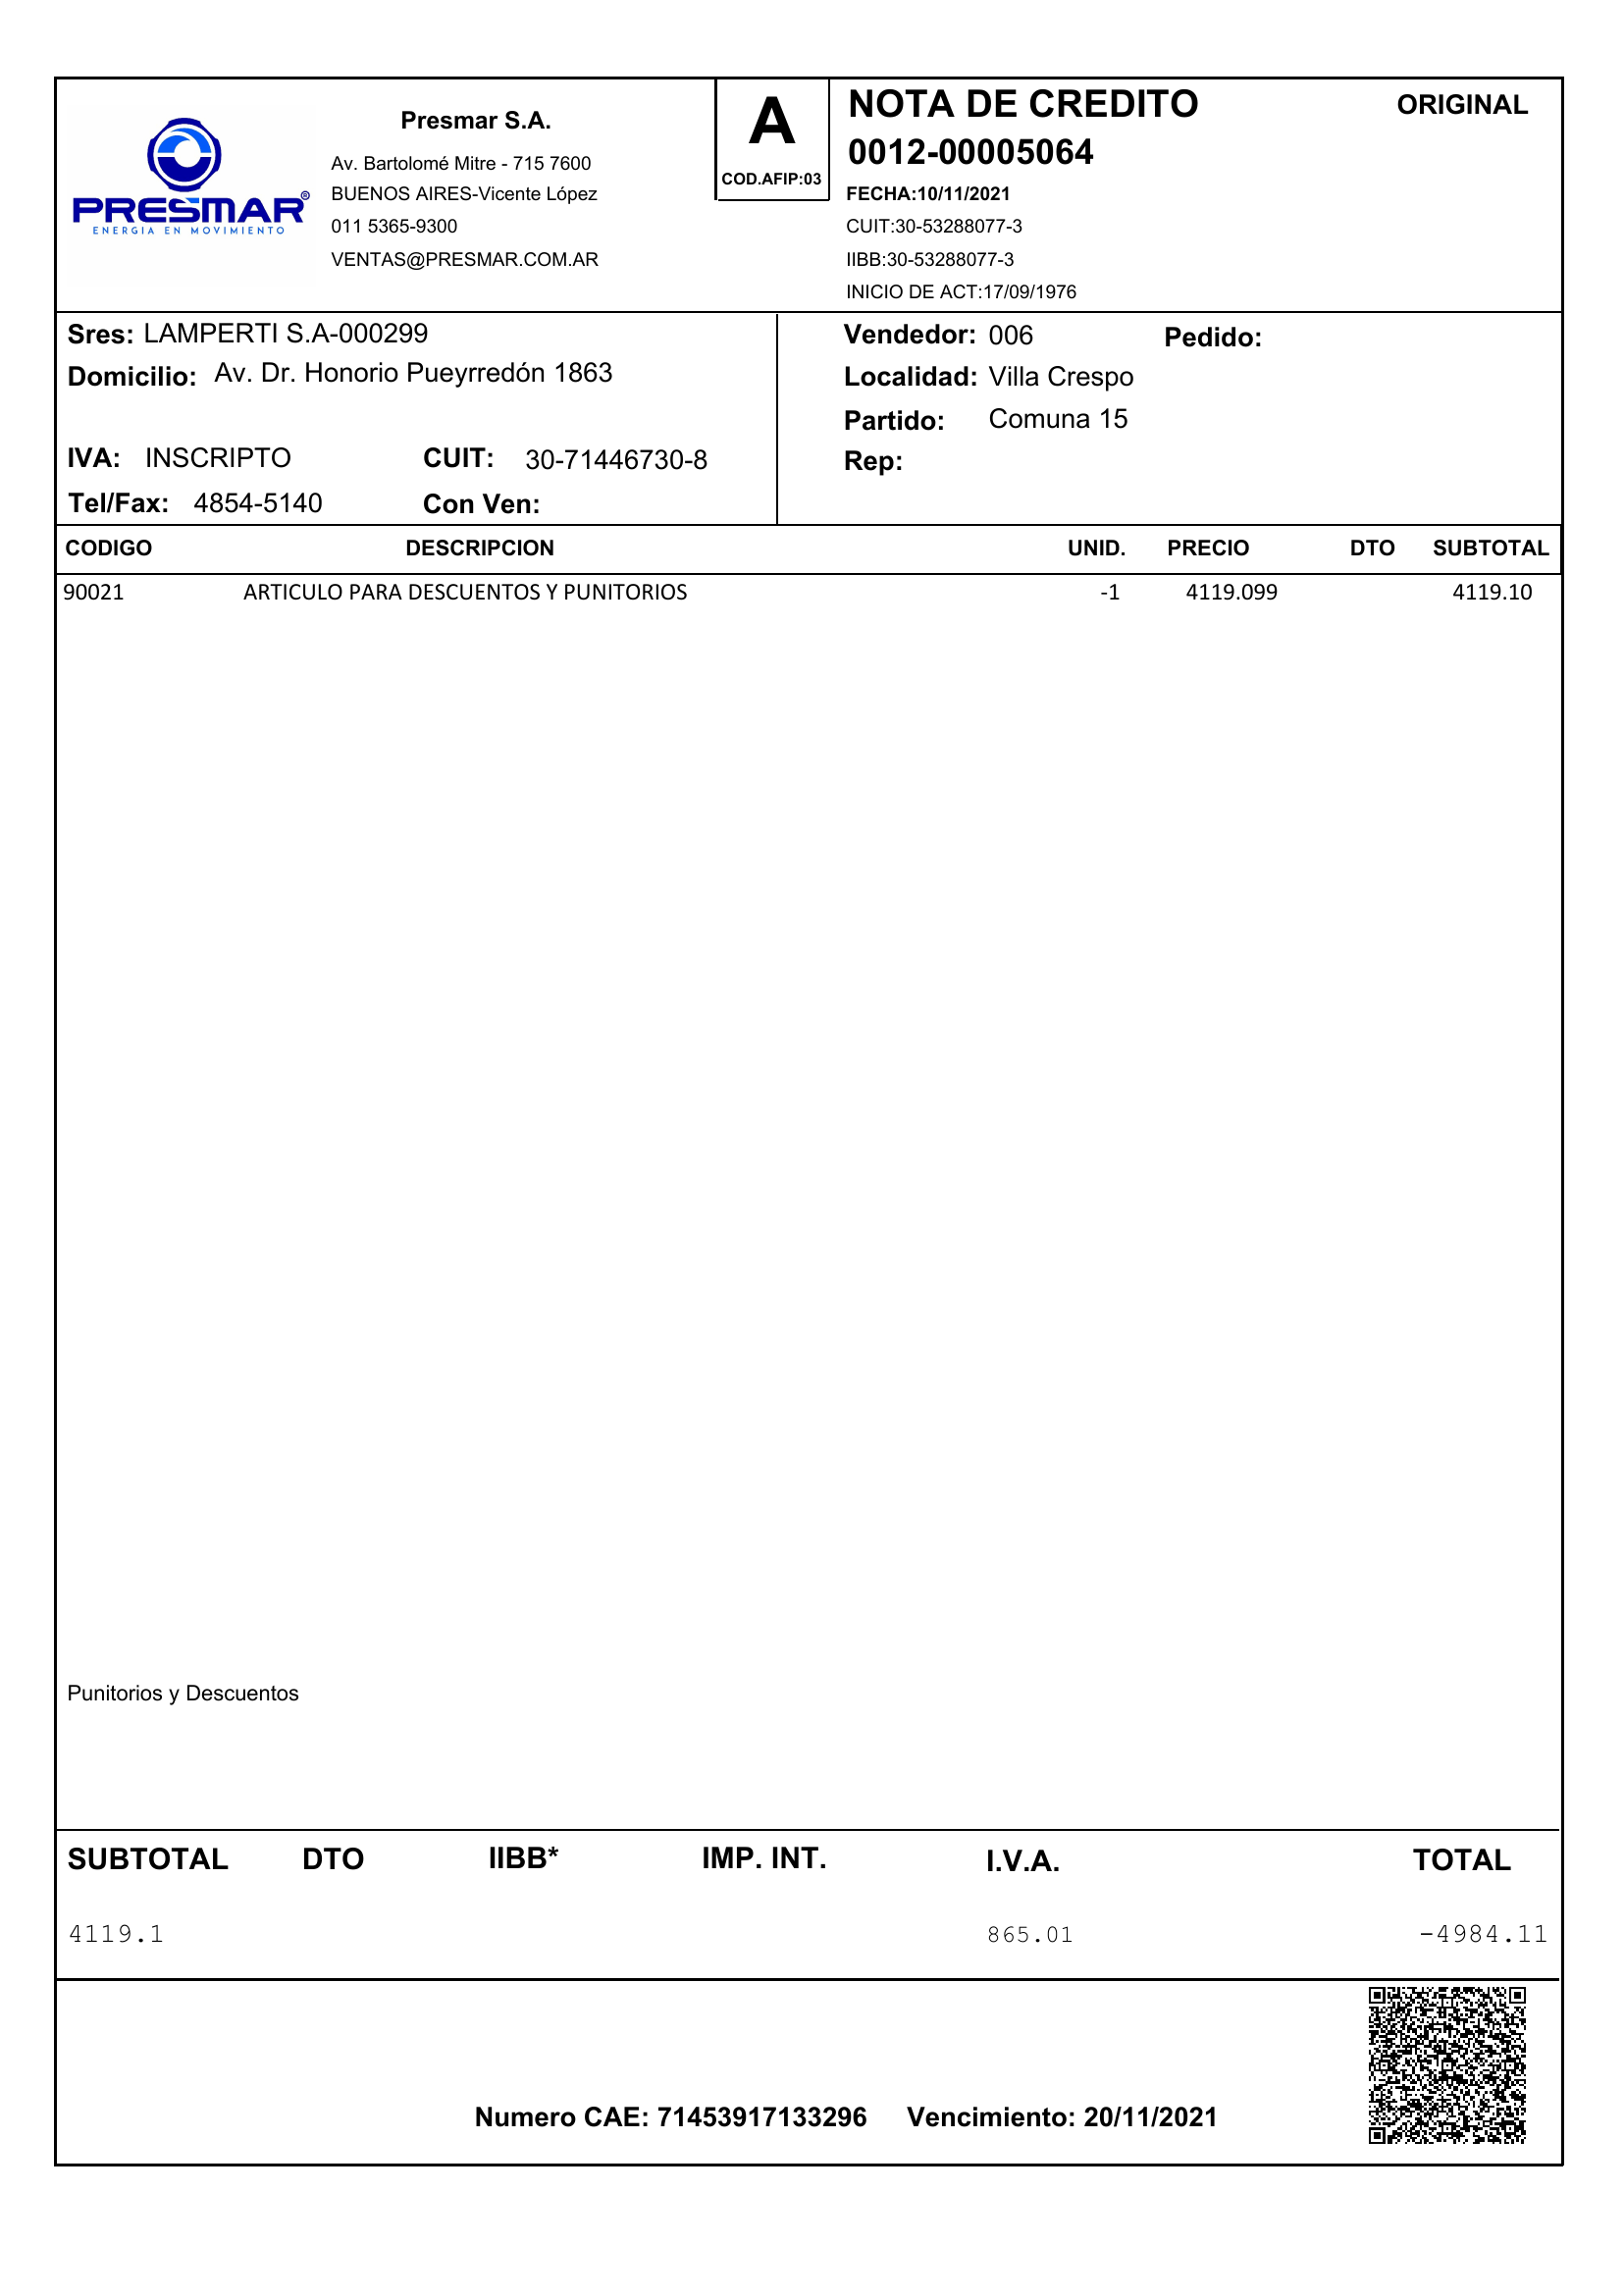 PRESMAR®
ENERGIA EN MOVIMIENTO
Presmar S.A.
Av. Bartolomé Mitre - 715 7600
BUENOS AIRES-Vicente López
011 5365-9300
VENTAS@PRESMAR.COM.AR
A
COD.AFIP:03
NOTA DE CREDITO ORIGINAL
0012-00005064
FECHA:10/11/2021
CUIT:30-53288077-3
IIBB:30-53288077-3
INICIO DE ACT:17/09/1976
Sres: LAMPERTI S.A-000299
Domicilio: Av. Dr. Honorio Pueyrredón 1863
IVA: INSCRIPTO CUIT: 30-71446730-8
Tel/Fax: 4854-5140 Con Ven:
Vendedor: 006 Pedido:
Localidad: Villa Crespo
Partido: Comuna 15
Rep:
CODIGO DESCRIPCION UNID. PRECIO DTO SUBTOTAL
90021 ARTICULO PARA DESCUENTOS Y PUNITORIOS -1 4119.099 4119.10
Punitorios y Descuentos
SUBTOTAL DTO IIBB* IMP. INT. I.V.A. TOTAL
4119.1 865.01 -4984.11
Numero CAE: 71453917133296 Vencimiento: 20/11/2021